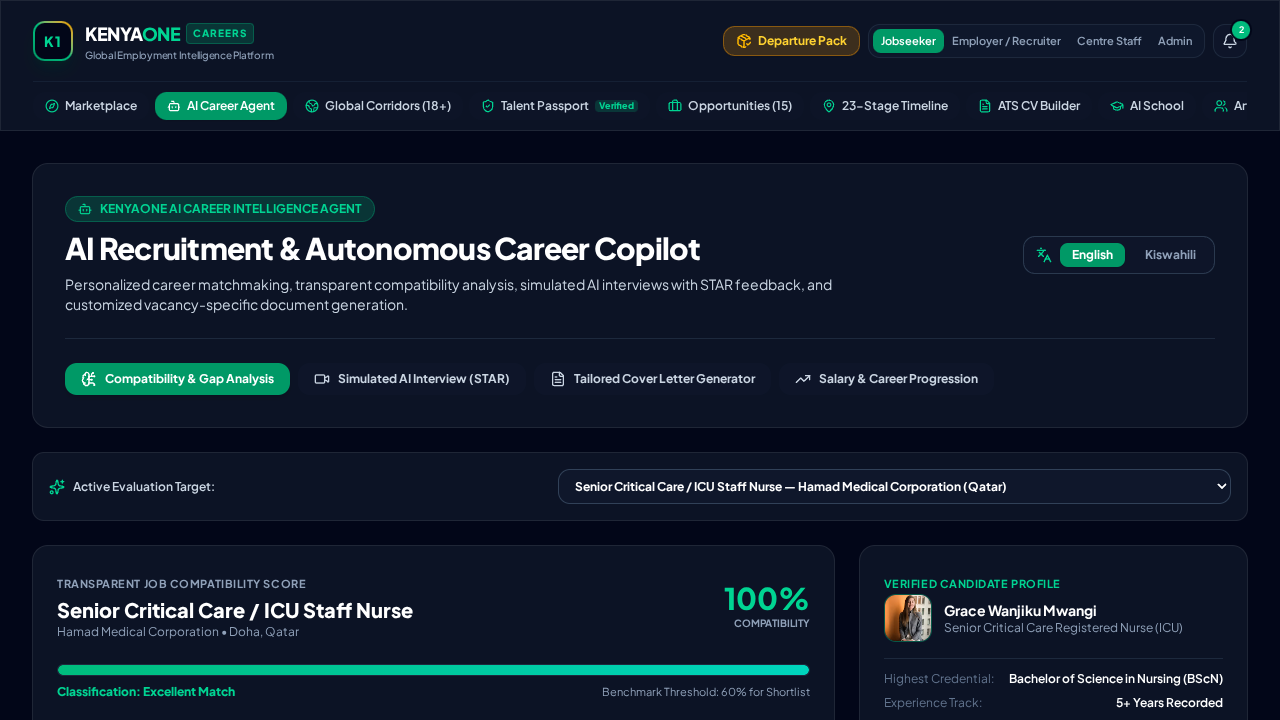 K1
KENYAONE CAREERS
Global Employment Intelligence Platform
Departure Pack
Jobseeker
Employer / Recruiter
Centre Staff
Admin
2
Marketplace
AI Career Agent
Global Corridors (18+)
Talent Passport Verified
Opportunities (15)
23-Stage Timeline
ATS CV Builder
AI School
KENYAONE AI CAREER INTELLIGENCE AGENT
AI Recruitment & Autonomous Career Copilot
Personalized career matchmaking, transparent compatibility analysis, simulated AI interviews with STAR feedback, and
customized vacancy-specific document generation.
English
Kiswahili
Compatibility & Gap Analysis
Simulated AI Interview (STAR)
Tailored Cover Letter Generator
Salary & Career Progression
Active Evaluation Target:
Senior Critical Care / ICU Staff Nurse — Hamad Medical Corporation (Qatar)
TRANSPARENT JOB COMPATIBILITY SCORE
Senior Critical Care / ICU Staff Nurse
Hamad Medical Corporation • Doha, Qatar
100%
COMPATIBILITY
Classification: Excellent Match
Benchmark Threshold: 60% for Shortlist
VERIFIED CANDIDATE PROFILE
Grace Wanjiku Mwangi
Senior Critical Care Registered Nurse (ICU)
Highest Credential: Bachelor of Science in Nursing (BScN)
Experience Track: 5+ Years Recorded